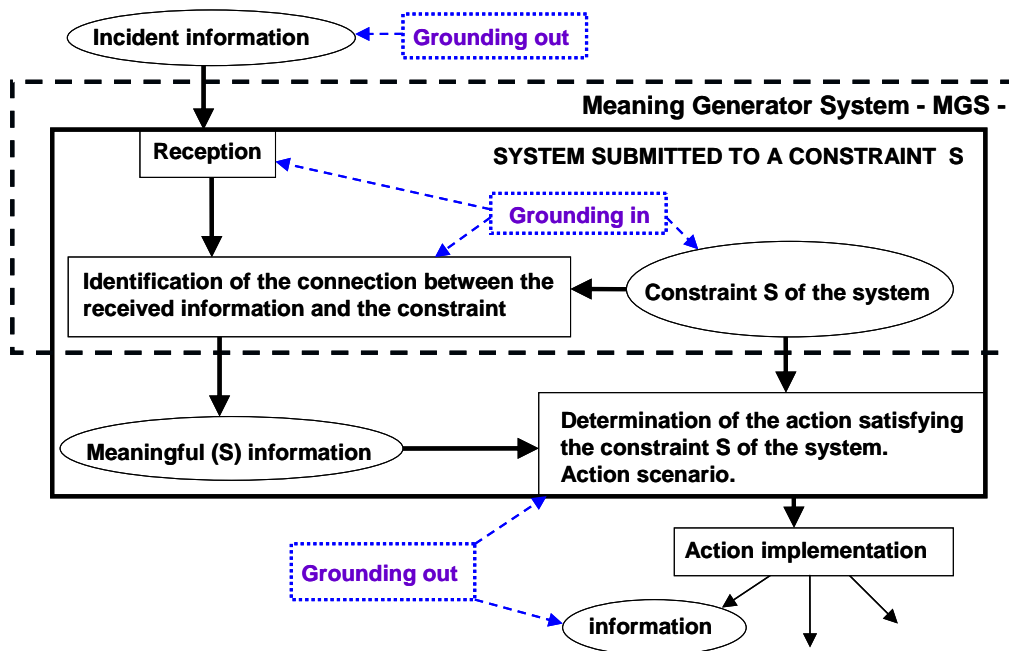 Incident information
Grounding out
Meaning Generator System - MGS -
Reception
SYSTEM SUBMITTED TO A CONSTRAINT S
Grounding in
Identification of the connection between the
received information and the constraint
Constraint S of the system
Meaningful (S) information
Determination of the action satisfying
the constraint S of the system.
Action scenario.
Grounding out
Action implementation
information